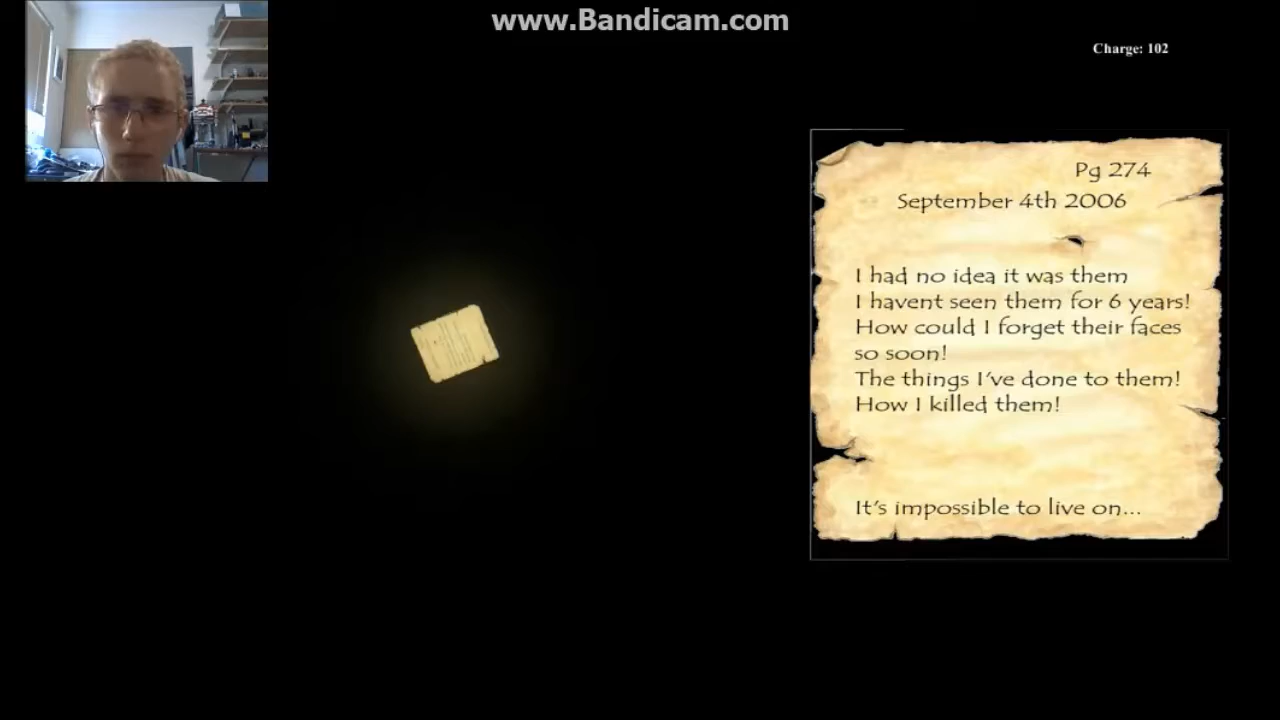 www.Bandicam.com
Charge: 102
Pg 274
September 4th 2006
I had no idea it was them
I havent seen them for 6 years!
How could I forget their faces
so soon!
The things I've done to them!
How I killed them!
It's impossible to live on...